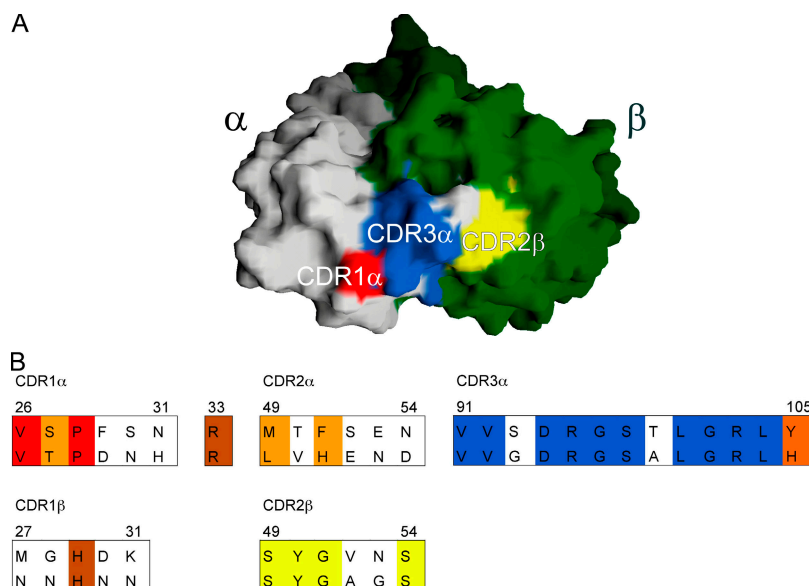 A
α
β
CDR3α
CDR2β
CDR1α
B
CDR1α CDR2α CDR3α
26 31 33 49 54 91 105
V S P F S N R M T F S E N V V S D R G S T L G R L Y
V T P D N H R L V H E N D V V G D R G S A L G R L H
CDR1β CDR2β
27 31 49 54
M G H D K S Y G V N S
N N H N N S Y G A G S